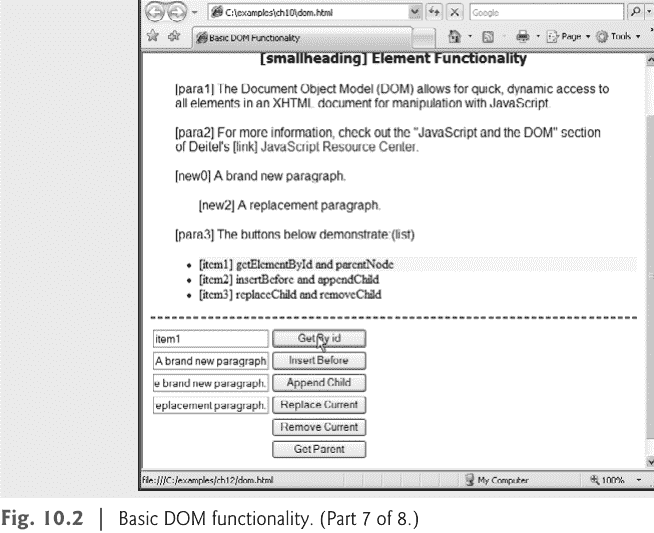 C:\examples\ch10\dom.html
Google
Basic DOM Functionality
Page
Tools
[smallheading] Element Functionality
[para1] The Document Object Model (DOM) allows for quick, dynamic access to
all elements in an XHTML document for manipulation with JavaScript.
[para2] For more information, check out the "JavaScript and the DOM" section
of Deitel's [link] JavaScript Resource Center.
[new0] A brand new paragraph.
[new2] A replacement paragraph.
[para3] The buttons below demonstrate:(list)
• [item1] getElementById and parentNode
• [item2] insertBefore and appendChild
• [item3] replaceChild and removeChild
item1 Get By id
A brand new paragraph Insert Before
e brand new paragraph. Append Child
eplacement paragraph. Replace Current
Remove Current
Get Parent
file:///C:/examples/ch12/dom.html My Computer 100%
Fig. 10.2 | Basic DOM functionality. (Part 7 of 8.)